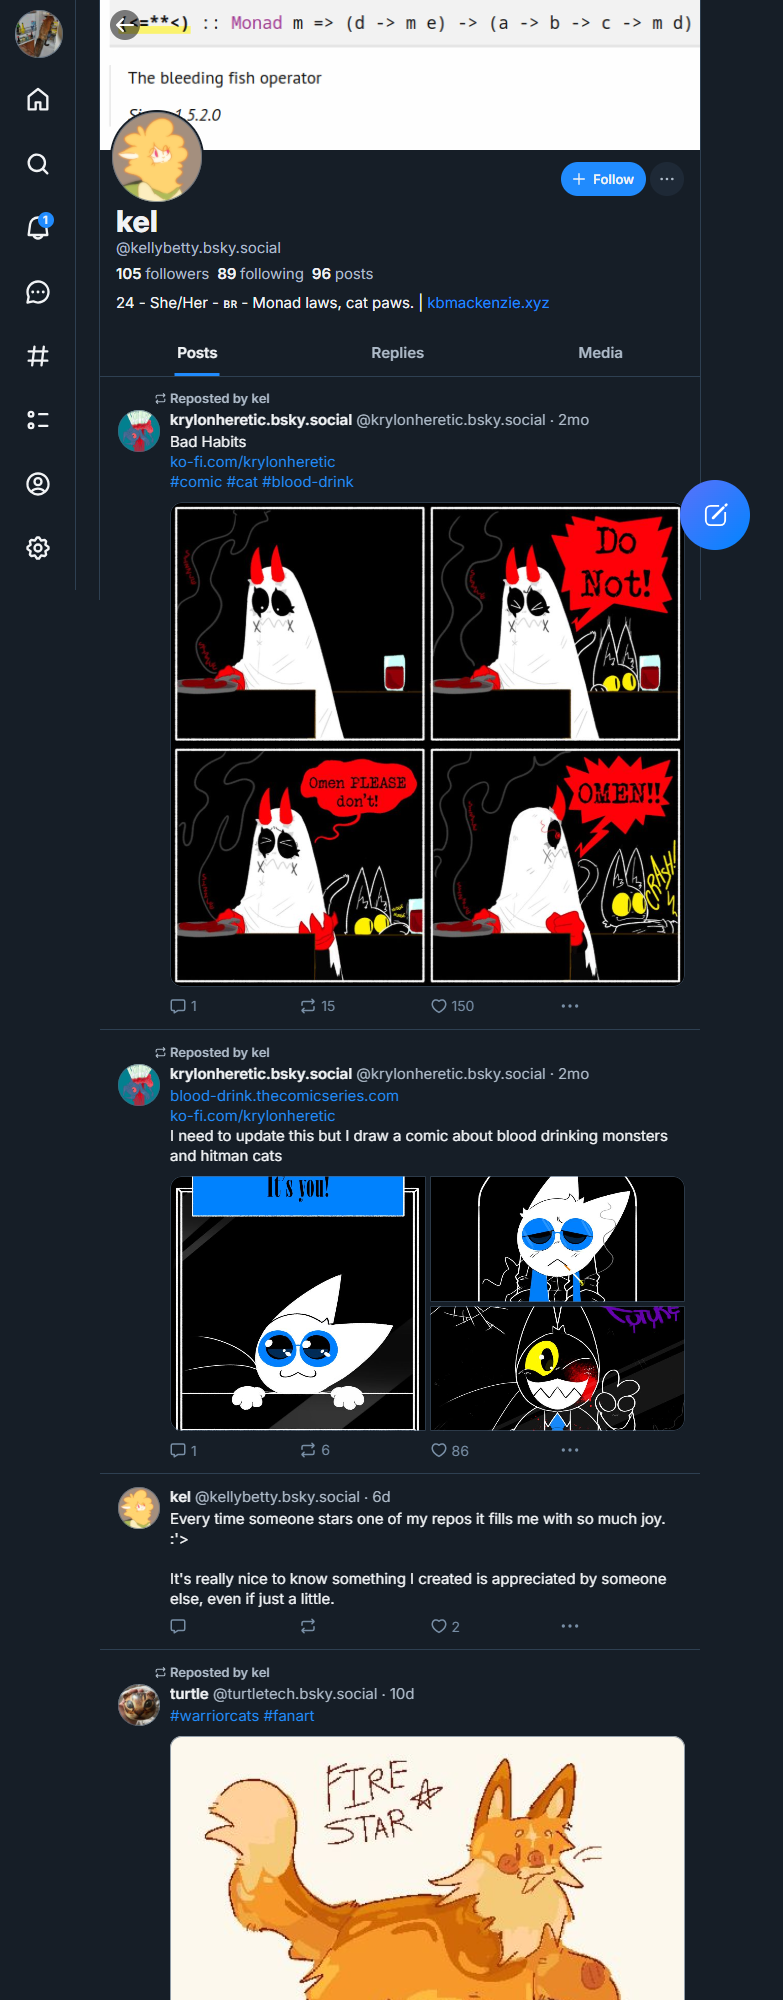 (<=**<) :: Monad m => (d -> m e) -> (a -> b -> c -> m d)
The bleeding fish operator
1.5.2.0
Follow
kel
@kellybetty.bsky.social
105 followers 89 following 96 posts
24 - She/Her - BR - Monad laws, cat paws. | kbmackenzie.xyz
Posts Replies Media
1
Reposted by kel
krylonheretic.bsky.social @krylonheretic.bsky.social · 2mo
Bad Habits
ko-fi.com/krylonheretic
#comic #cat #blood-drink
Do
Not!
Omen PLEASE
don't!
OMEN!!
CRASH!
1 15 150
Reposted by kel
krylonheretic.bsky.social @krylonheretic.bsky.social · 2mo
blood-drink.thecomicseries.com
ko-fi.com/krylonheretic
I need to update this but I draw a comic about blood drinking monsters
and hitman cats
It's you!
1 6 86
kel @kellybetty.bsky.social · 6d
Every time someone stars one of my repos it fills me with so much joy.
:'>
It's really nice to know something I created is appreciated by someone
else, even if just a little.
2
Reposted by kel
turtle @turtletech.bsky.social · 10d
#warriorcats #fanart
FIRE
STAR